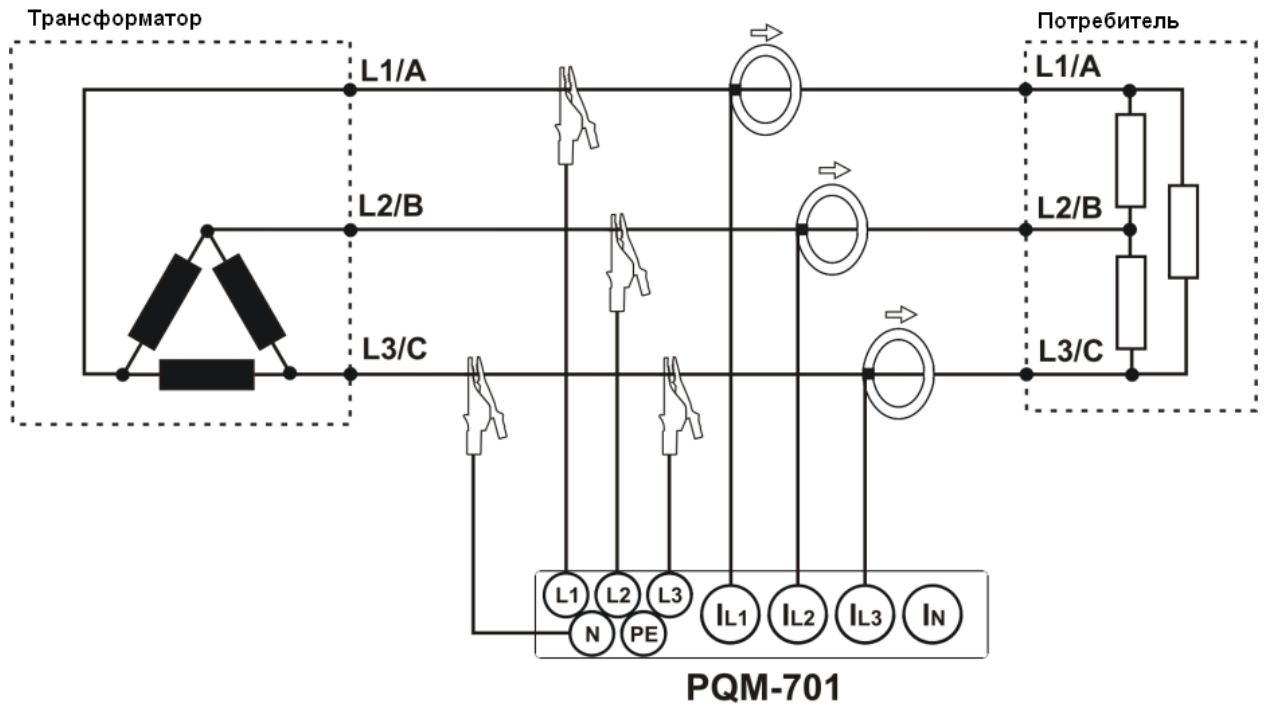 Трансформатор
Потребитель
L1/A
L1/A
L2/B
L2/B
L3/C
L3/C
L1
L2
L3
IL1
IL2
IL3
IN
N
PE
PQM-701